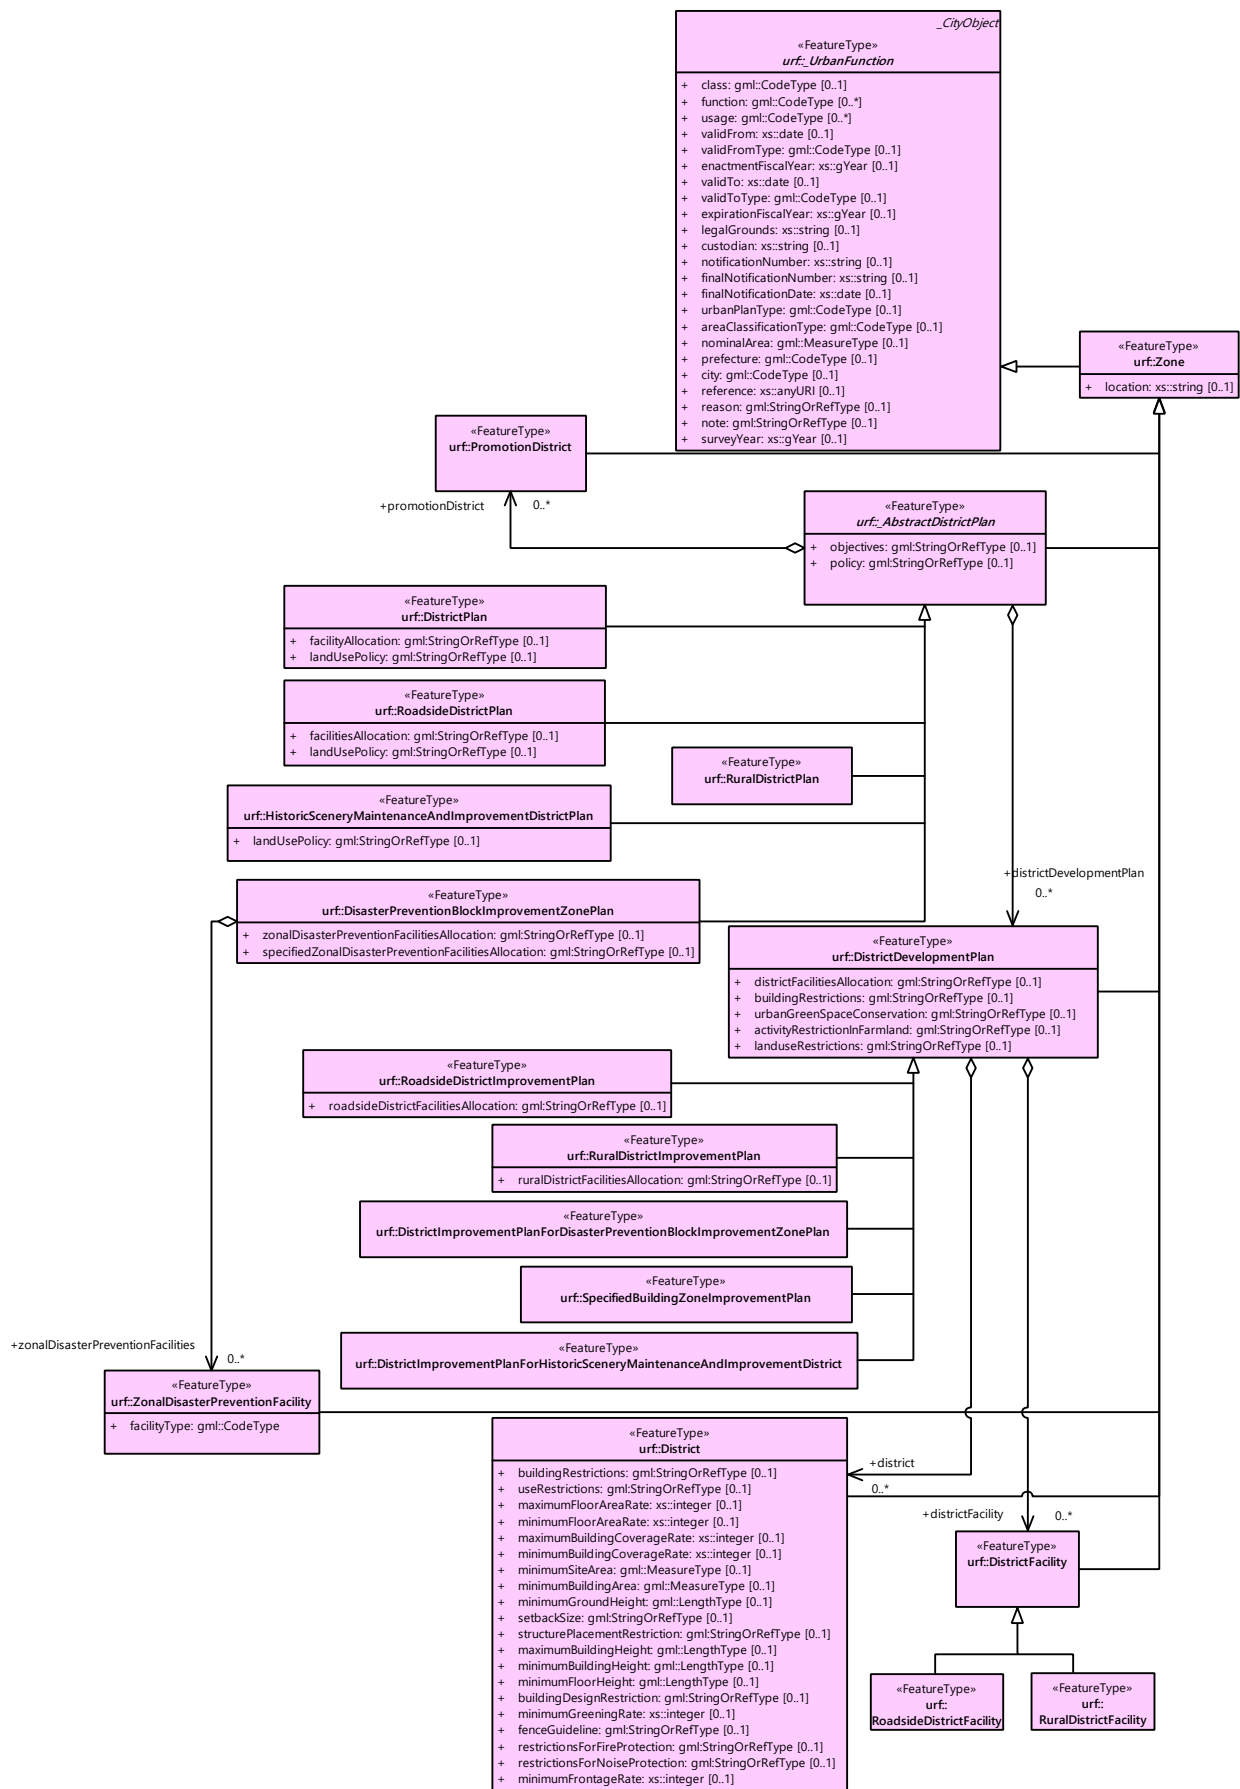 _CityObject
«FeatureType»
urf::_UrbanFunction
+ class: gml::CodeType [0..1]
+ function: gml::CodeType [0..*]
+ usage: gml::CodeType [0..*]
+ validFrom: xs::date [0..1]
+ validFromType: gml::CodeType [0..1]
+ enactmentFiscalYear: xs::gYear [0..1]
+ validTo: xs::date [0..1]
+ validToType: gml::CodeType [0..1]
+ expirationFiscalYear: xs::gYear [0..1]
+ legalGrounds: xs::string [0..1]
+ custodian: xs::string [0..1]
+ notificationNumber: xs::string [0..1]
+ finalNotificationNumber: xs::string [0..1]
+ finalNotificationDate: xs::date [0..1]
+ urbanPlanType: gml::CodeType [0..1]
+ areaClassificationType: gml::CodeType [0..1]
+ nominalArea: gml::MeasureType [0..1]
+ prefecture: gml::CodeType [0..1]
+ city: gml::CodeType [0..1]
+ reference: xs::anyURI [0..1]
+ reason: gml:StringOrRefType [0..1]
+ note: gml:StringOrRefType [0..1]
+ surveyYear: xs::gYear [0..1]
«FeatureType»
urf::Zone
+ location: xs::string [0..1]
«FeatureType»
urf::PromotionDistrict
+promotionDistrict
0..*
«FeatureType»
urf::_AbstractDistrictPlan
+ objectives: gml:StringOrRefType [0..1]
+ policy: gml:StringOrRefType [0..1]
«FeatureType»
urf::DistrictPlan
+ facilityAllocation: gml:StringOrRefType [0..1]
+ landUsePolicy: gml:StringOrRefType [0..1]
«FeatureType»
urf::RoadsideDistrictPlan
+ facilitiesAllocation: gml:StringOrRefType [0..1]
+ landUsePolicy: gml:StringOrRefType [0..1]
«FeatureType»
urf::RuralDistrictPlan
«FeatureType»
urf::HistoricSceneryMaintenanceAndImprovementDistrictPlan
+ landUsePolicy: gml:StringOrRefType [0..1]
+districtDevelopmentPlan
0..*
«FeatureType»
urf::DisasterPreventionBlockImprovementZonePlan
+ zonalDisasterPreventionFacilitiesAllocation: gml:StringOrRefType [0..1]
+ specifiedZonalDisasterPreventionFacilitiesAllocation: gml:StringOrRefType [0..1]
«FeatureType»
urf::DistrictDevelopmentPlan
+ districtFacilitiesAllocation: gml:StringOrRefType [0..1]
+ buildingRestrictions: gml:StringOrRefType [0..1]
+ urbanGreenSpaceConservation: gml:StringOrRefType [0..1]
+ activityRestrictionInFarmland: gml:StringOrRefType [0..1]
+ landuseRestrictions: gml:StringOrRefType [0..1]
«FeatureType»
urf::RoadsideDistrictImprovementPlan
+ roadsideDistrictFacilitiesAllocation: gml:StringOrRefType [0..1]
«FeatureType»
urf::RuralDistrictImprovementPlan
+ ruralDistrictFacilitiesAllocation: gml:StringOrRefType [0..1]
«FeatureType»
urf::DistrictImprovementPlanForDisasterPreventionBlockImprovementZonePlan
«FeatureType»
urf::SpecifiedBuildingZoneImprovementPlan
«FeatureType»
urf::DistrictImprovementPlanForHistoricSceneryMaintenanceAndImprovementDistrict
+zonalDisasterPreventionFacilities
0..*
«FeatureType»
urf::ZonalDisasterPreventionFacility
+ facilityType: gml::CodeType
«FeatureType»
urf::District
+ buildingRestrictions: gml:StringOrRefType [0..1]
+ useRestrictions: gml:StringOrRefType [0..1]
+ maximumFloorAreaRate: xs::integer [0..1]
+ minimumFloorAreaRate: xs::integer [0..1]
+ maximumBuildingCoverageRate: xs::integer [0..1]
+ minimumBuildingCoverageRate: xs::integer [0..1]
+ minimumSiteArea: gml::MeasureType [0..1]
+ minimumBuildingArea: gml::MeasureType [0..1]
+ minimumGroundHeight: gml::LengthType [0..1]
+ setbackSize: gml:StringOrRefType [0..1]
+ structurePlacementRestriction: gml:StringOrRefType [0..1]
+ maximumBuildingHeight: gml::LengthType [0..1]
+ minimumBuildingHeight: gml::LengthType [0..1]
+ minimumFloorHeight: gml::LengthType [0..1]
+ buildingDesignRestriction: gml:StringOrRefType [0..1]
+ minimumGreeningRate: xs::integer [0..1]
+ fenceGuideline: gml:StringOrRefType [0..1]
+ restrictionsForFireProtection: gml:StringOrRefType [0..1]
+ restrictionsForNoiseProtection: gml:StringOrRefType [0..1]
+ minimumFrontageRate: xs::integer [0..1]
+district
0..*
+districtFacility
0..*
«FeatureType»
urf::DistrictFacility
«FeatureType»
urf::
RoadsideDistrictFacility
«FeatureType»
urf::
RuralDistrictFacility